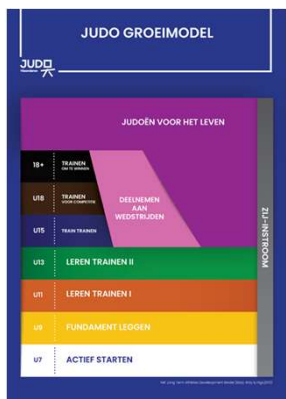 JUDO GROEIMODEL
JUDO
Vlaanderen
JUDOËN VOOR HET LEVEN
18+
TRAINEN
OM TE WINNEN
U18
TRAINEN
VOOR COMPETITIE
U15
TRAIN TRAINEN
DEELNEMEN
AAN
WEDSTRIJDEN
U13
LEREN TRAINEN II
U11
LEREN TRAINEN I
U9
FUNDAMENT LEGGEN
U7
ACTIEF STARTEN
ZIJ-INSTROOM